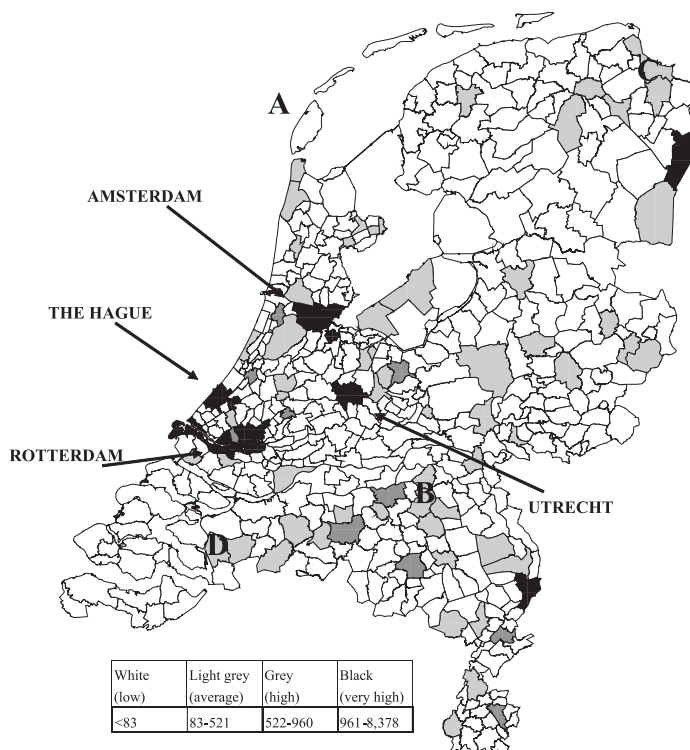 C
A
AMSTERDAM
THE HAGUE
ROTTERDAM
B
UTRECHT
D
White Light grey Grey Black
(low) (average) (high) (very high)
<83 83-521 522-960 961-8,378